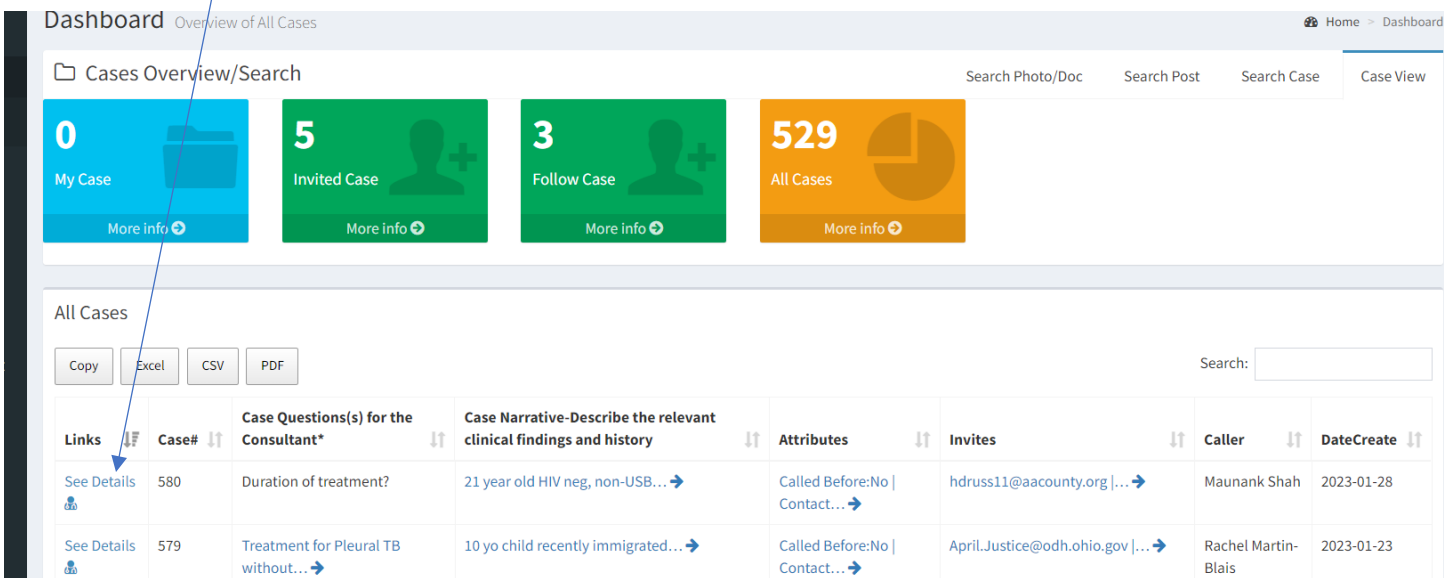 Dashboard Overview of All Cases
Home > Dashboard
Cases Overview/Search
Search Photo/Doc Search Post Search Case Case View
0 5 3 529
My Case Invited Case Follow Case All Cases
More info More info More info More info
All Cases
Copy Excel CSV PDF
Search:
Links Case# Case Questions(s) for the Consultant* Case Narrative-Describe the relevant clinical findings and history Attributes Invites Caller DateCreate
See Details 580 Duration of treatment? 21 year old HIV neg, non-USB... Called Before:No | Contact... hdruss11@aacounty.org |... Maunank Shah 2023-01-28
See Details 579 Treatment for Pleural TB without... 10 yo child recently immigrated... Called Before:No | Contact... April.Justice@odh.ohio.gov |... Rachel Martin-Blais 2023-01-23